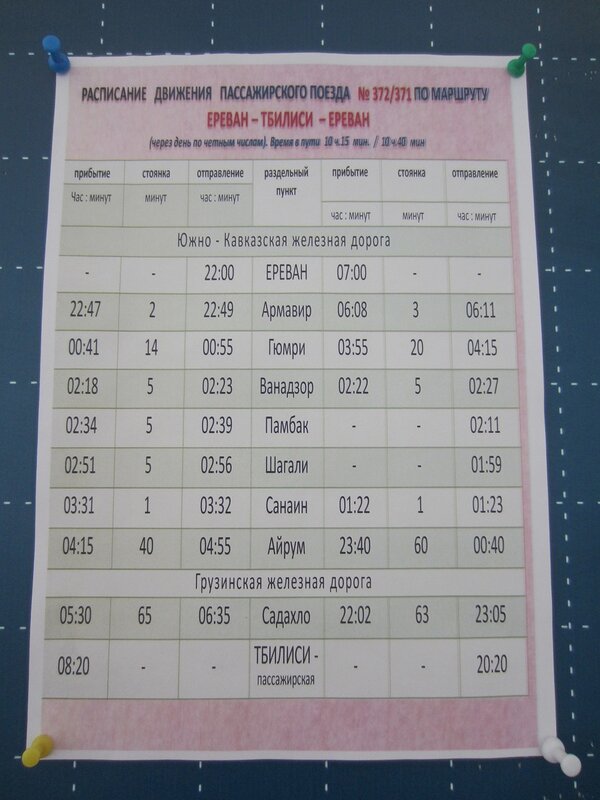 РАСПИСАНИЕ ДВИЖЕНИЯ ПАССАЖИРСКОГО ПОЕЗДА № 372/371 ПО МАРШРУТУ
ЕРЕВАН – ТБИЛИСИ – ЕРЕВАН
(через день по четным числам). Время в пути 10 ч.15 мин. / 10 ч.40 мин
прибытие стоянка отправление раздельный пункт прибытие стоянка отправление
Час : минут минут час : минут час : минут минут час : минут
Южно - Кавказская железная дорога
- - 22:00 ЕРЕВАН 07:00 - -
22:47 2 22:49 Армавир 06:08 3 06:11
00:41 14 00:55 Гюмри 03:55 20 04:15
02:18 5 02:23 Ванадзор 02:22 5 02:27
02:34 5 02:39 Памбак - - 02:11
02:51 5 02:56 Шагали - - 01:59
03:31 1 03:32 Санаин 01:22 1 01:23
04:15 40 04:55 Айрум 23:40 60 00:40
Грузинская железная дорога
05:30 65 06:35 Садахло 22:02 63 23:05
08:20 - - ТБИЛИСИ - - - 20:20
пассажирская